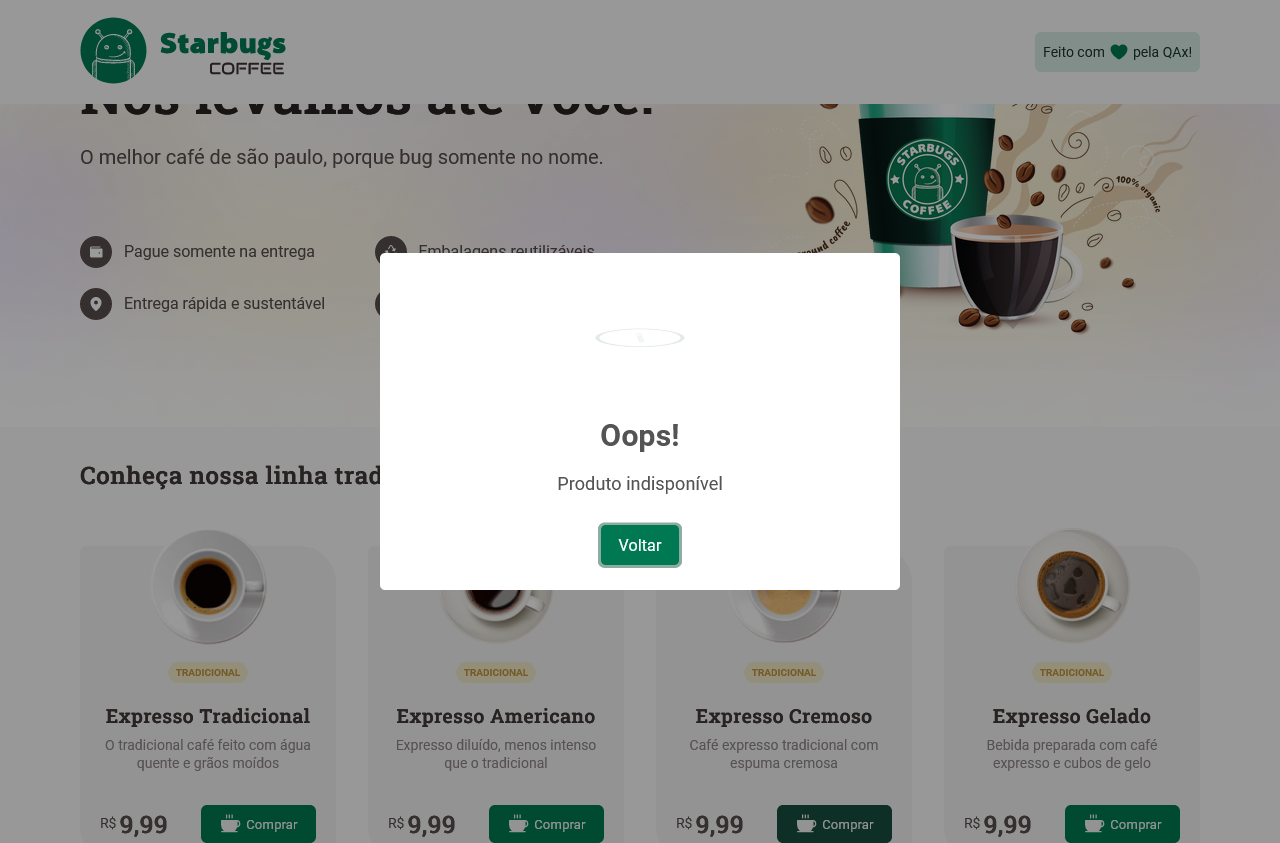 Starbugs
COFFEE
Feito com pela QAx!
Nós levamos até você!
O melhor café de são paulo, porque bug somente no nome.
Pague somente na entrega
Embalagens reutilizáveis
Entrega rápida e sustentável
STARBUGS
COFFEE
100% organic
ground coffee
Oops!
Produto indisponível
Voltar
Conheça nossa linha trad
TRADICIONAL
TRADICIONAL
TRADICIONAL
TRADICIONAL
Expresso Tradicional
Expresso Americano
Expresso Cremoso
Expresso Gelado
O tradicional café feito com água
quente e grãos moídos
Expresso diluído, menos intenso
que o tradicional
Café expresso tradicional com
espuma cremosa
Bebida preparada com café
expresso e cubos de gelo
R$ 9,99
Comprar
R$ 9,99
Comprar
R$ 9,99
Comprar
R$ 9,99
Comprar